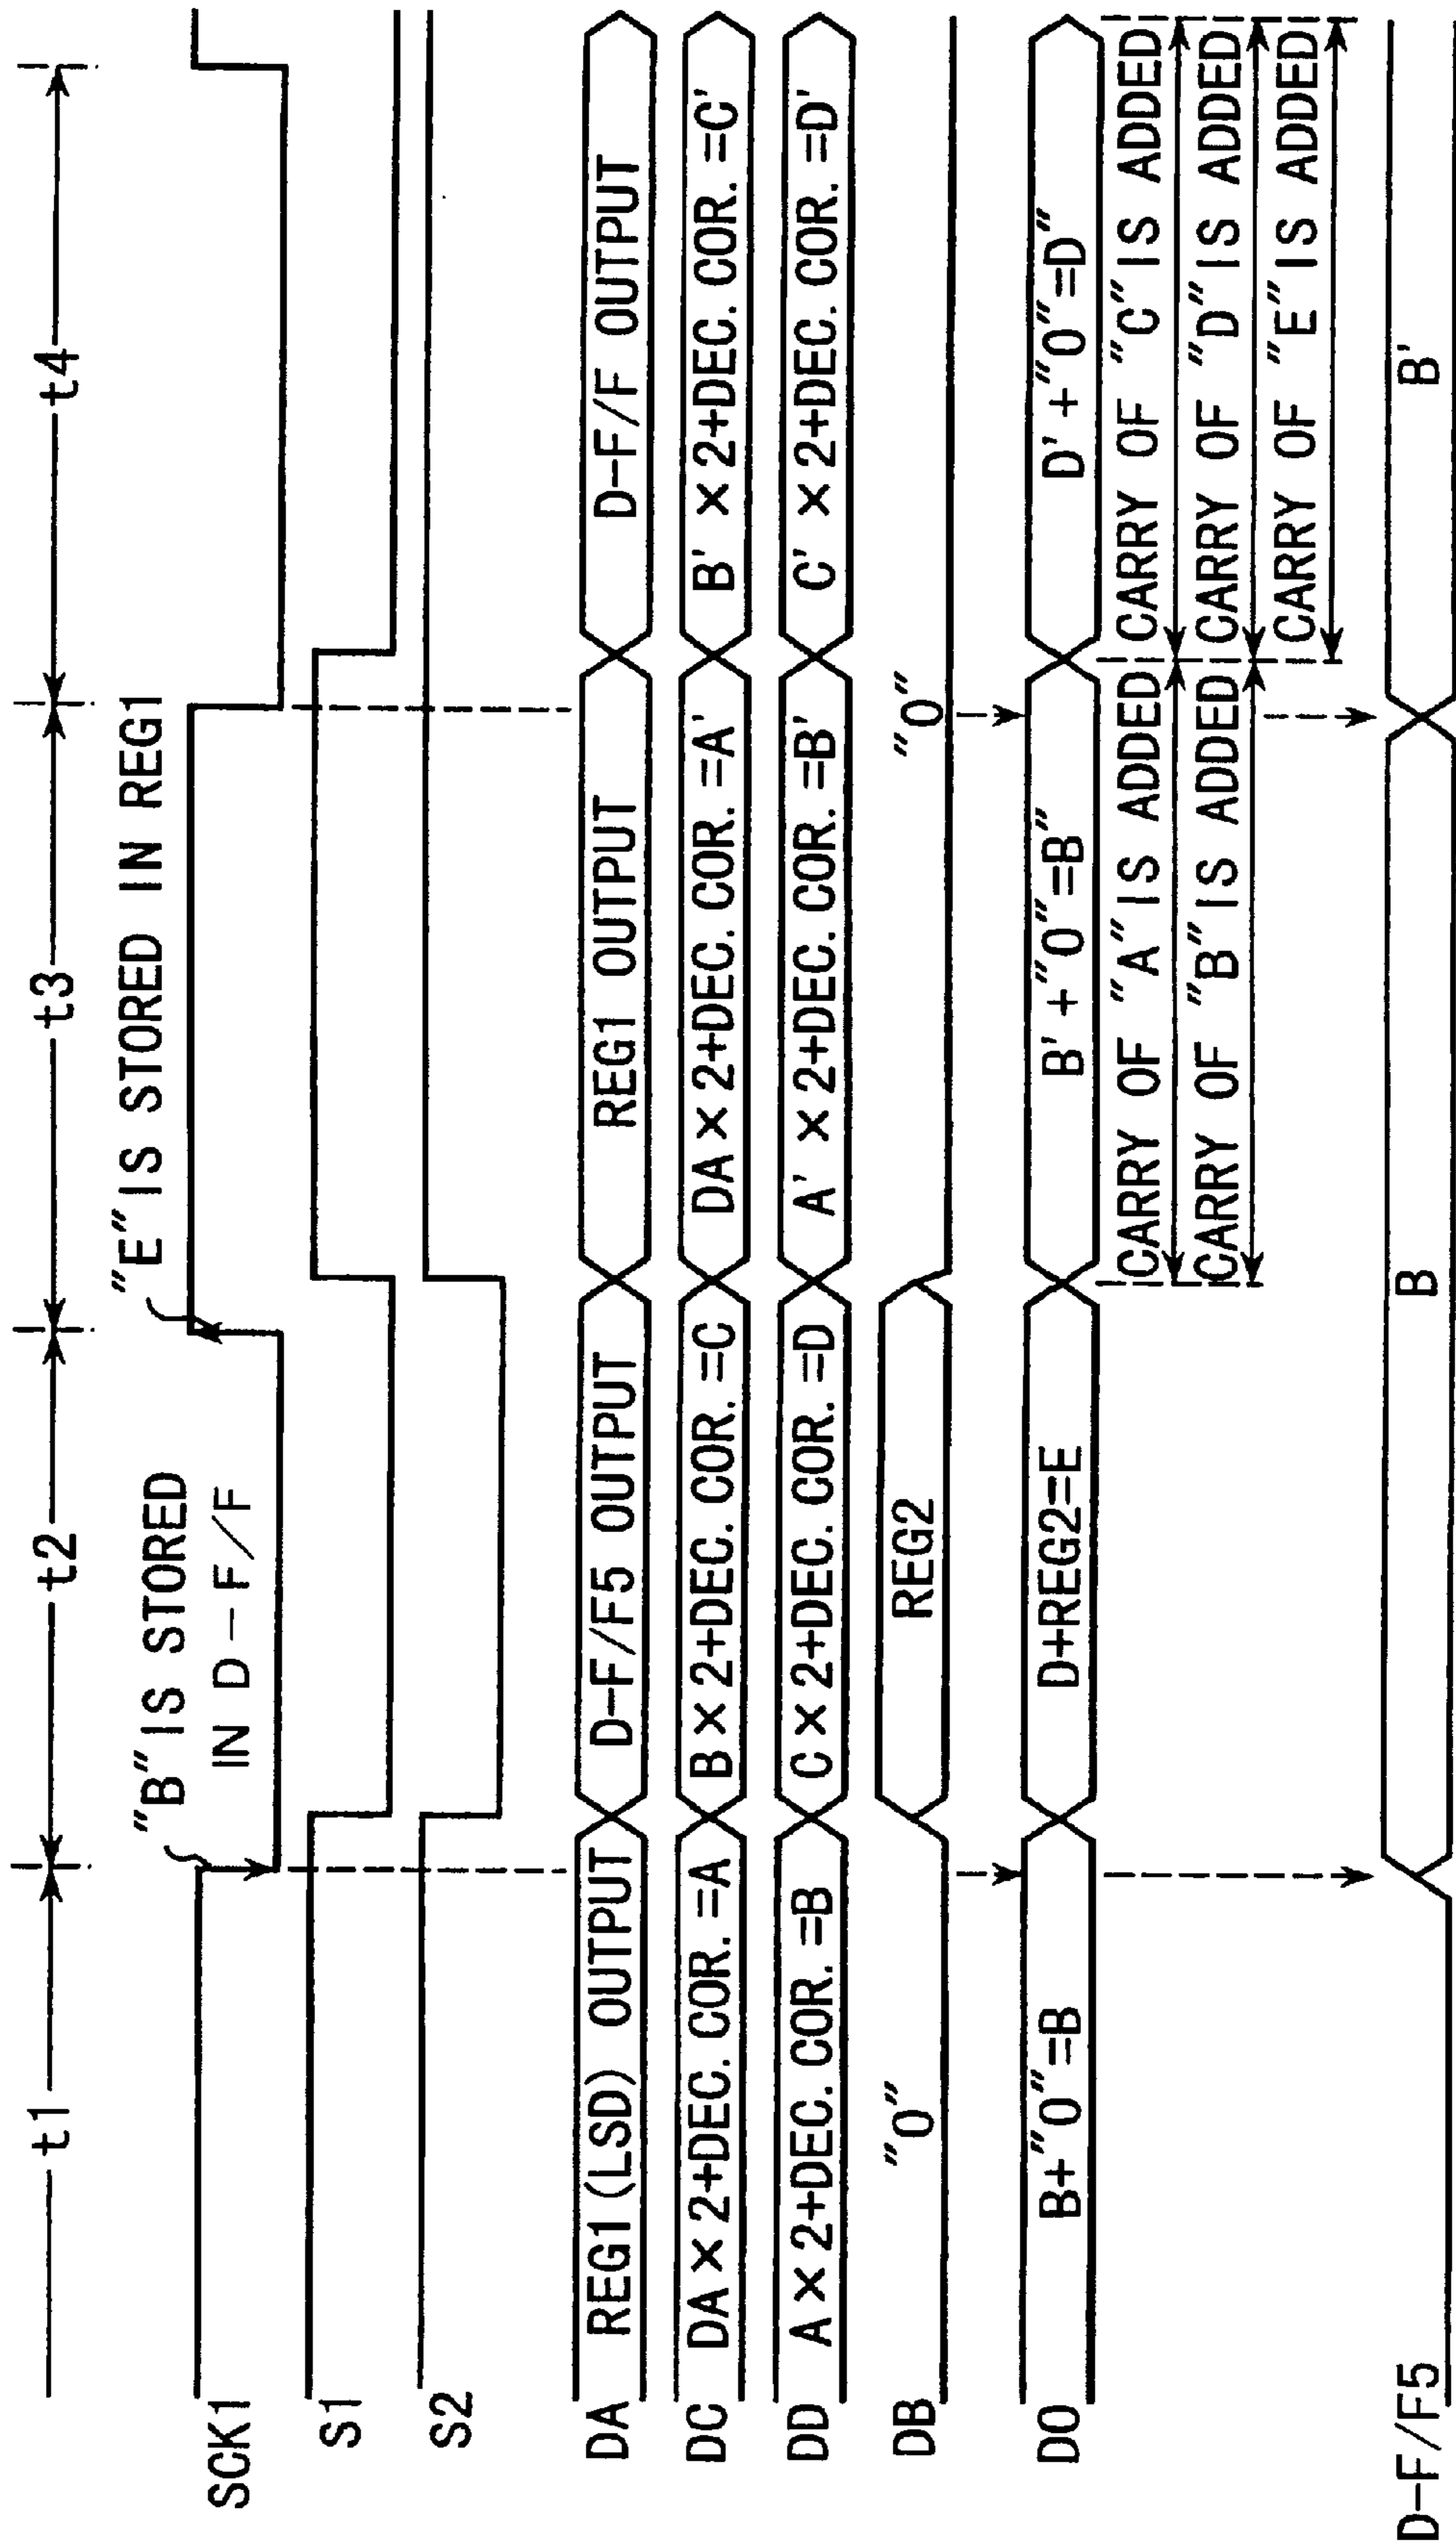 t1 t2 t3 t4
"B" IS STORED
IN D-F/F
"E" IS STORED IN REG1
SCK1
S1
S2
DA REG1 (LSD) OUTPUT D-F/F5 OUTPUT REG1 OUTPUT D-F/F OUTPUT
DC DA×2+DEC. COR. =A B×2+DEC. COR. =C DA×2+DEC. COR. =A' B'×2+DEC. COR. =C'
DD A×2+DEC. COR. =B C×2+DEC. COR. =D A'×2+DEC. COR. =B' C'×2+DEC. COR. =D'
DB "0" REG2 "0"
DO B+"0"=B D+REG2=E B'+"0"=B" D'+"0"=D"
CARRY OF "A" IS ADDED CARRY OF "C" IS ADDED
CARRY OF "B" IS ADDED CARRY OF "D" IS ADDED
CARRY OF "E" IS ADDED
D-F/F5 B B'